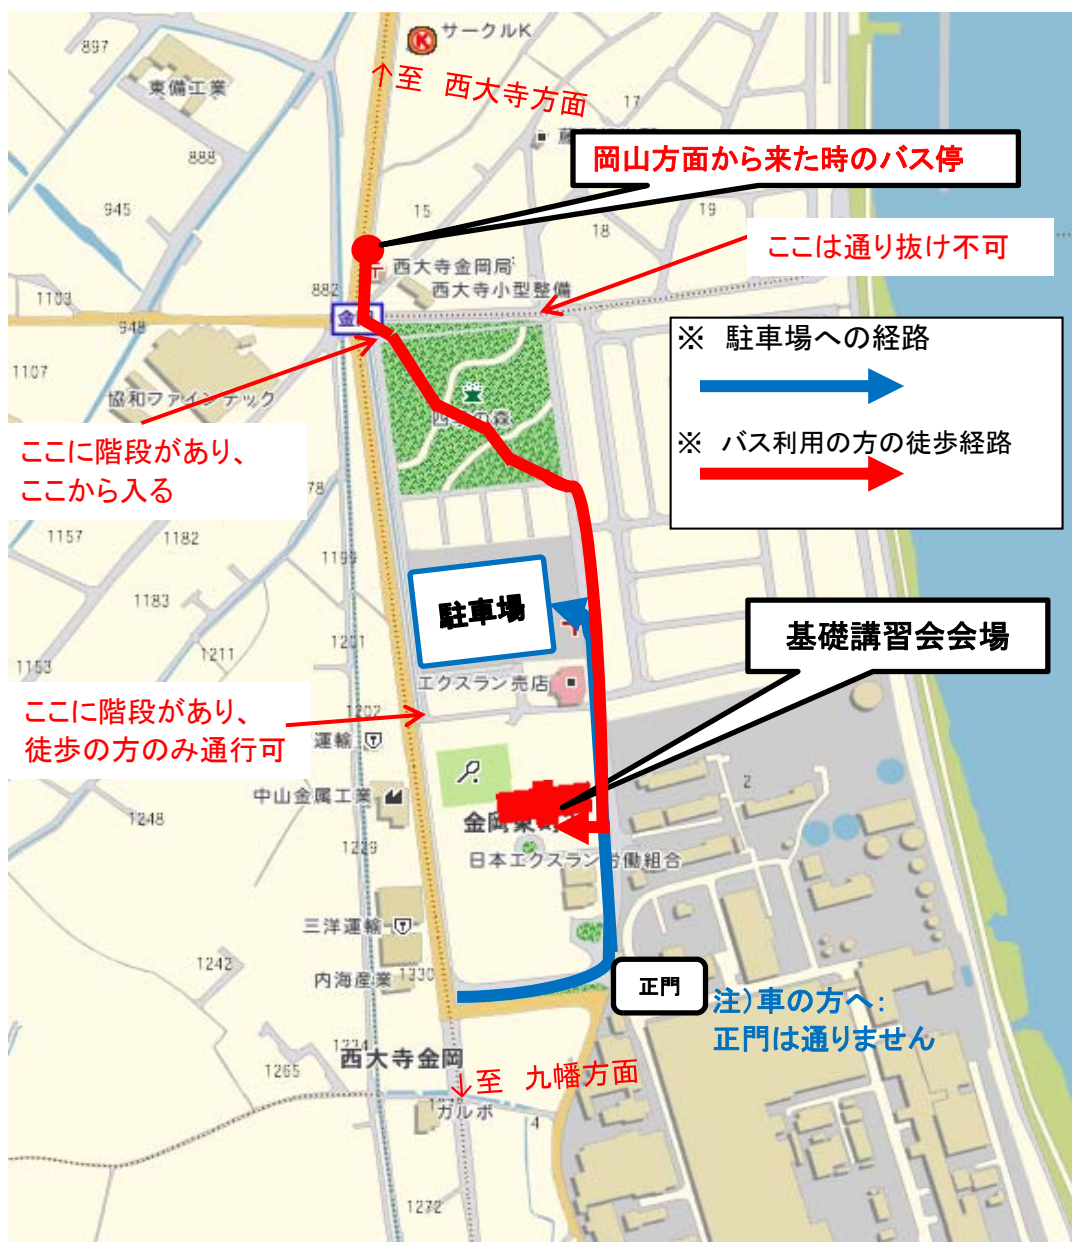 897
サークルK
東備工業
↑至 西大寺方面
17
888
岡山方面から来た時のバス停
945
15
19
18
ここは通り抜け不可
西大寺金岡局
882
西大寺小型整備
1103
948
※ 駐車場への経路
1107
協和ファインテック
※ バス利用の方の徒歩経路
ここに階段があり、
ここから入る
78
1157
1182
1199
駐車場
1183
基礎講習会会場
1201
1211
1153
エクスラン売店
ここに階段があり、
徒歩の方のみ通行可
1202
運輸
2
中山金属工業
1248
1229
日本エクスラン労働組合
三洋運輸
1242
内海産業
1330
正門
注)車の方へ:
正門は通りません
西大寺金岡
1265
↓至 九幡方面
ガルボ
4
1272